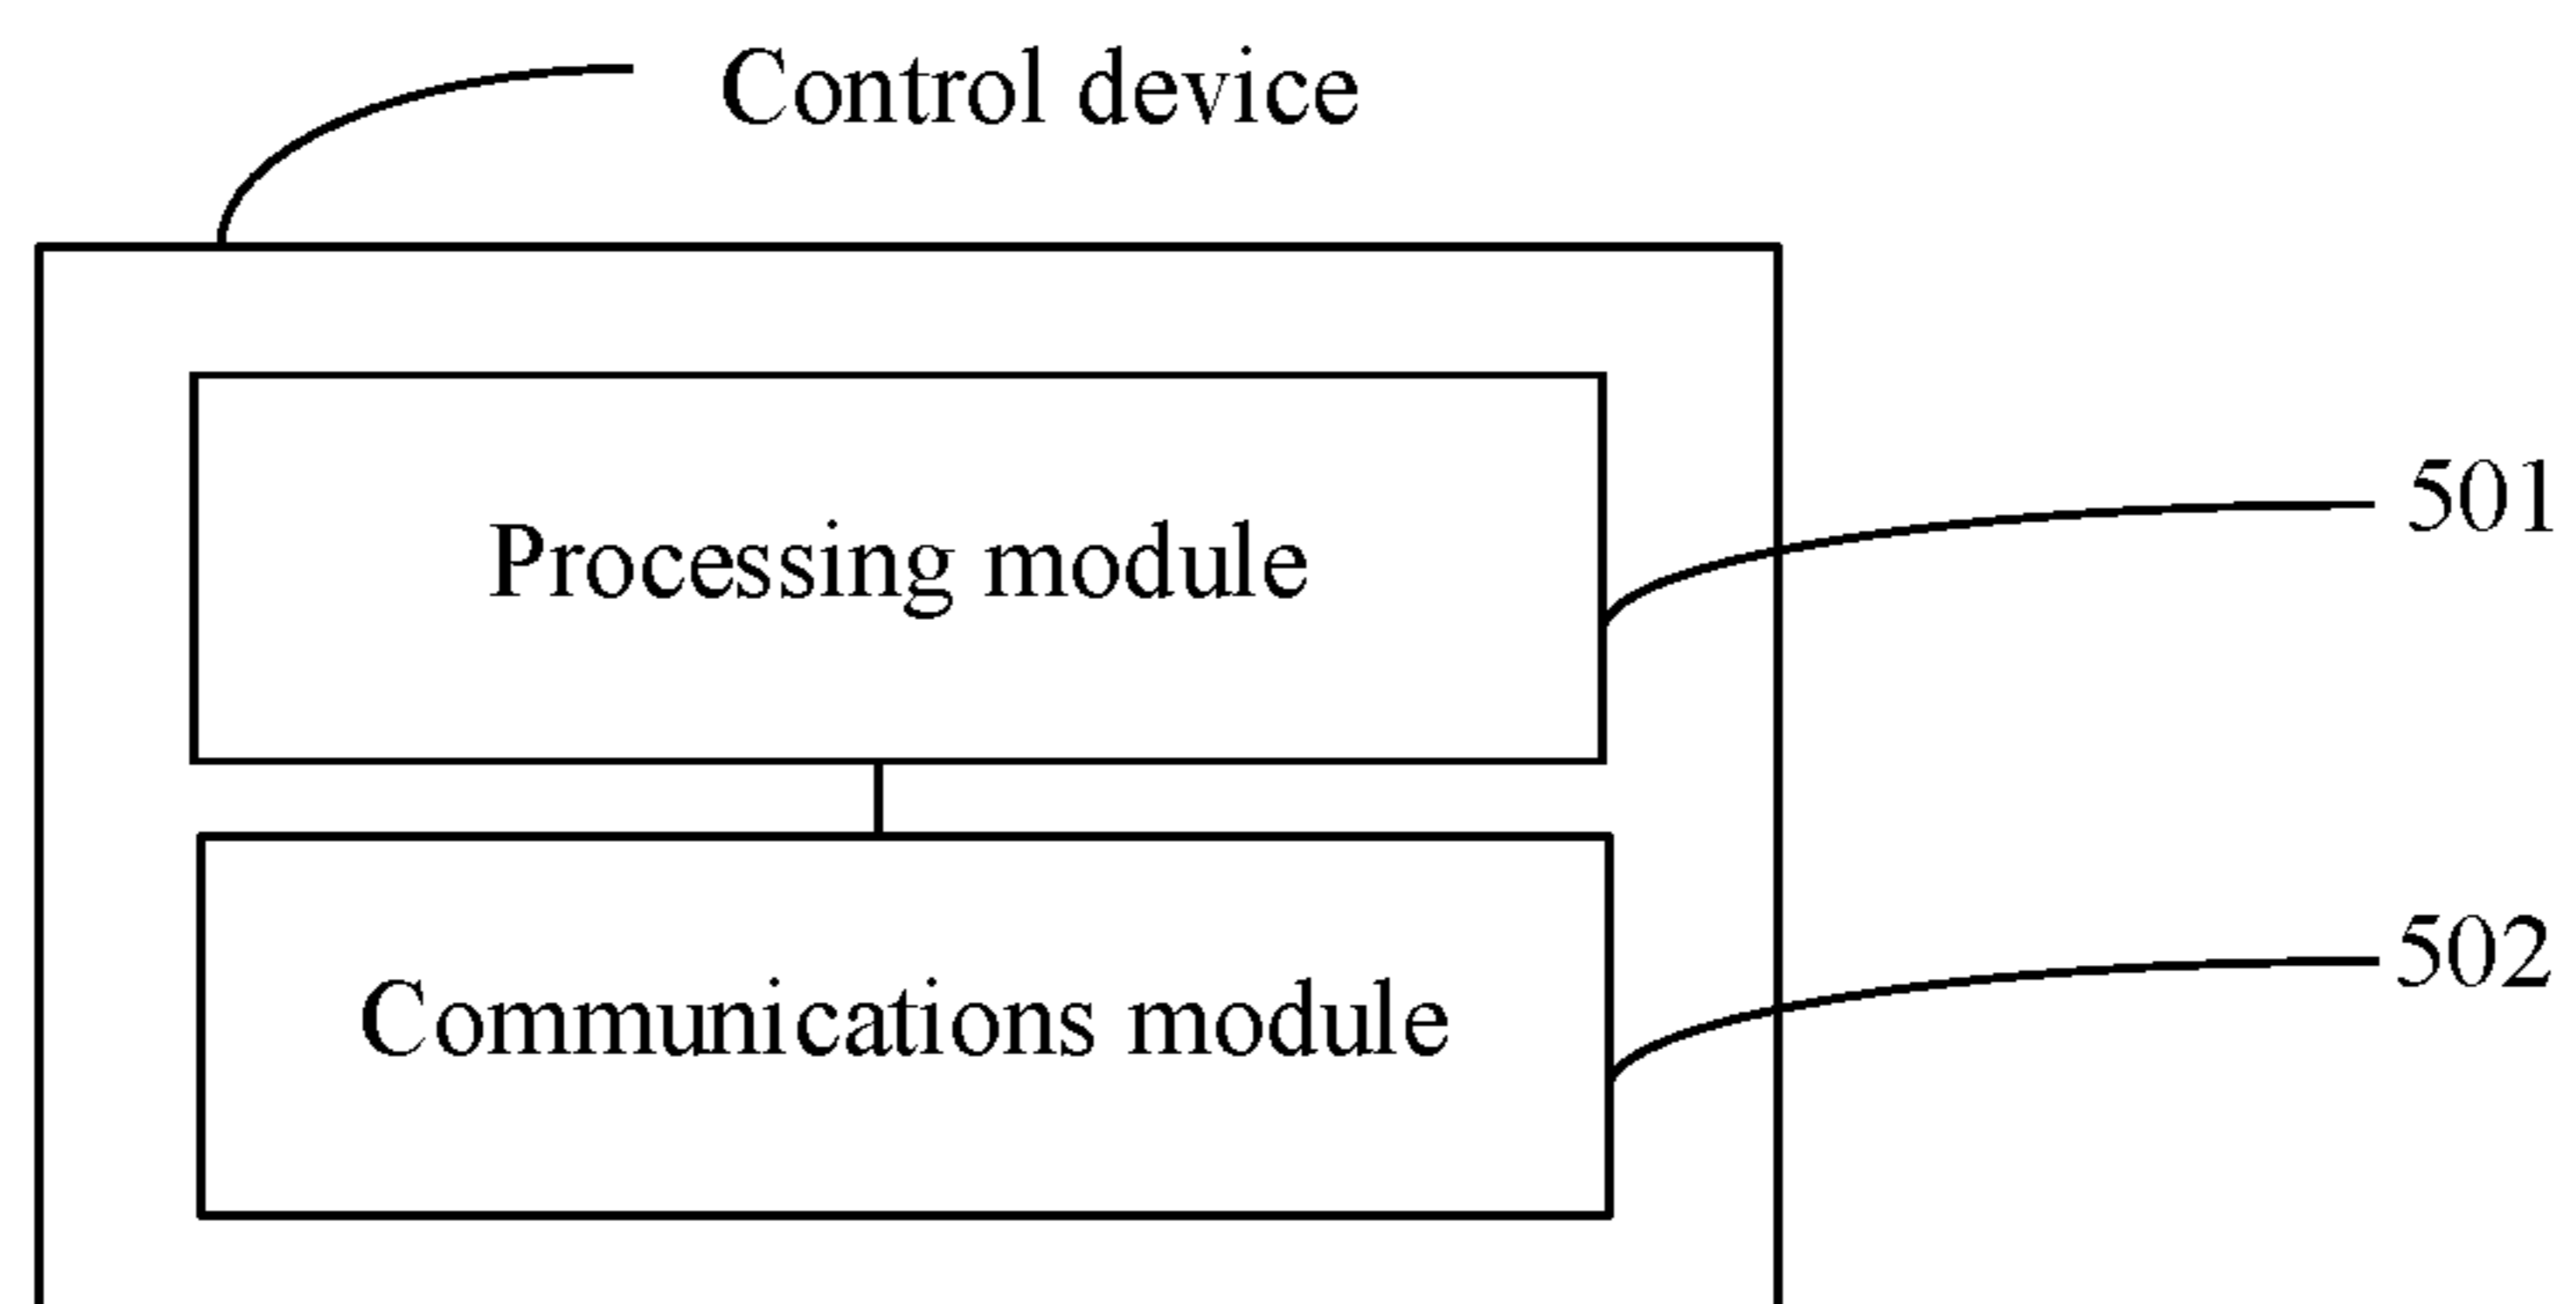 Control device
Processing module
501
Communications module
502